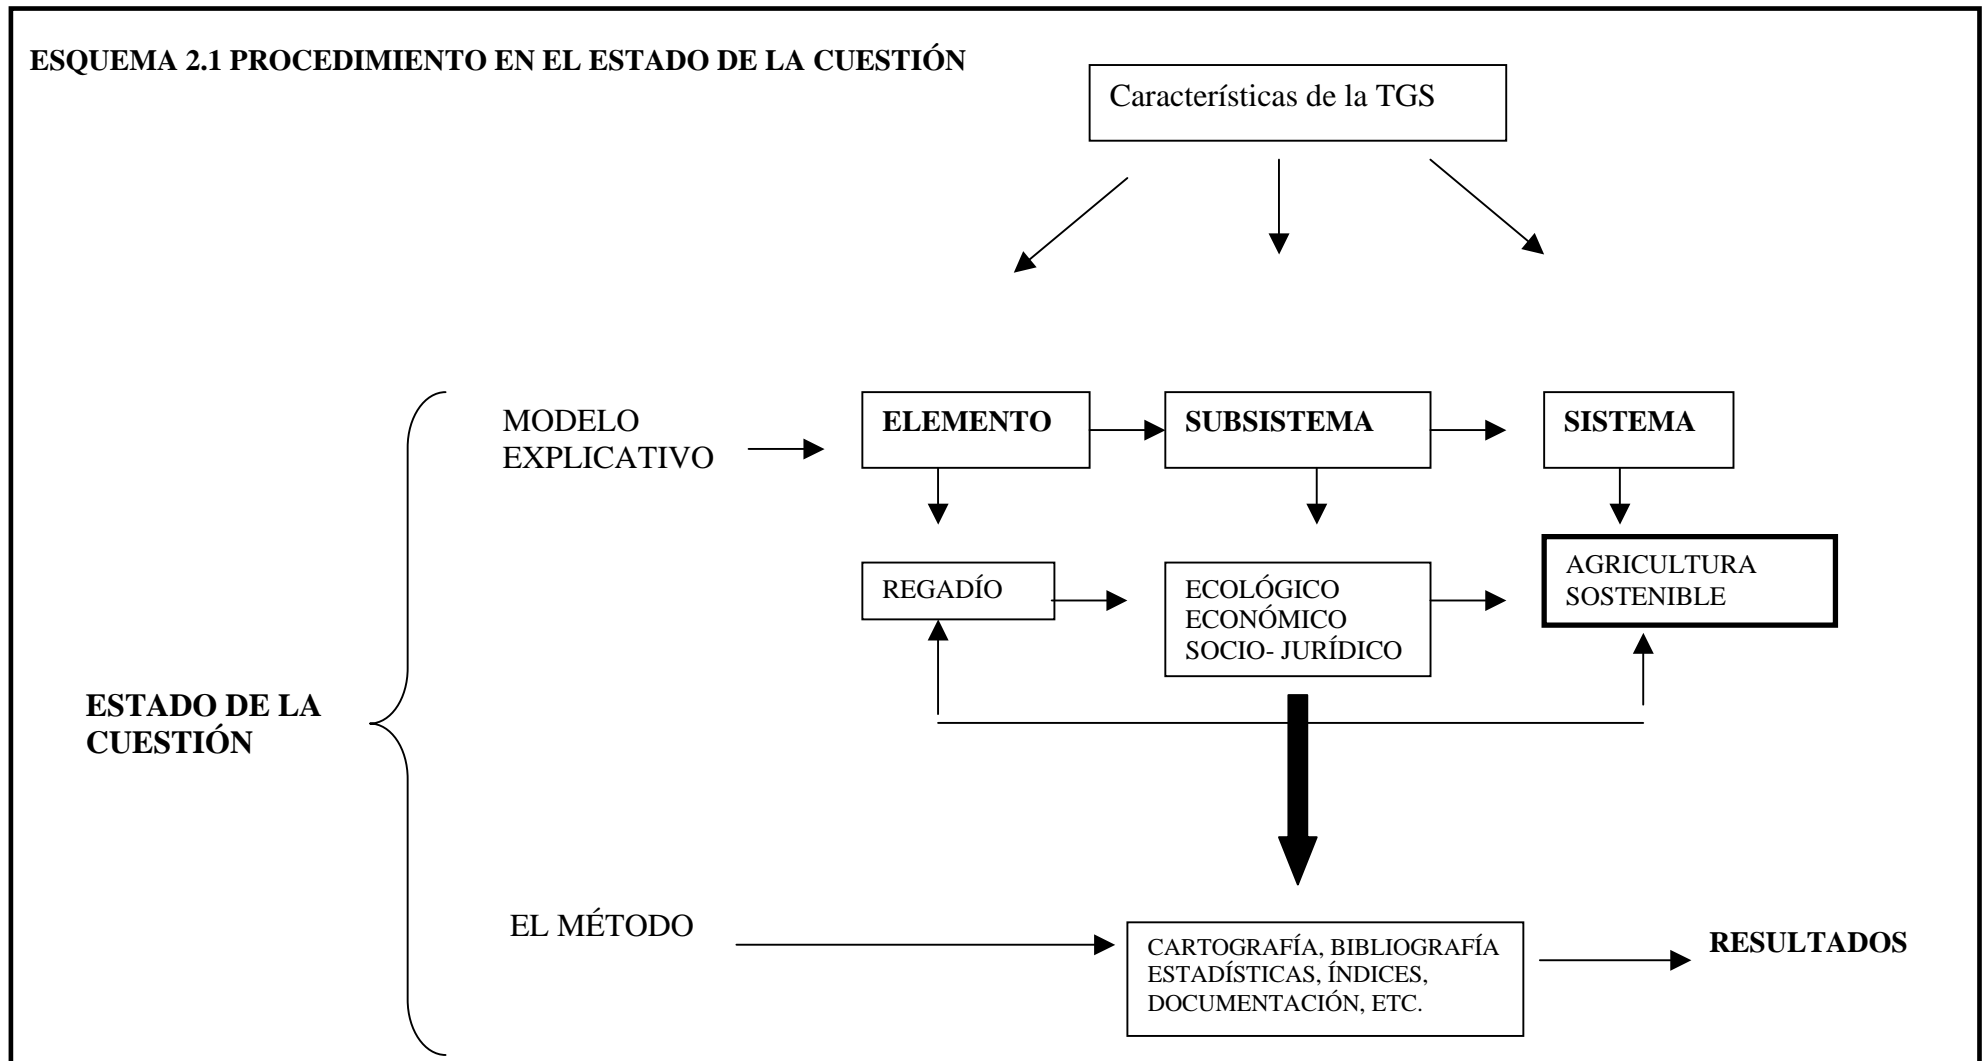 ESQUEMA 2.1 PROCEDIMIENTO EN EL ESTADO DE LA CUESTIÓN
Características de la TGS
MODELO
EXPLICATIVO
ELEMENTO
SUBSISTEMA
SISTEMA
REGADÍO
ECOLÓGICO
ECONÓMICO
SOCIO- JURÍDICO
AGRICULTURA
SOSTENIBLE
ESTADO DE LA
CUESTIÓN
EL MÉTODO
CARTOGRAFÍA, BIBLIOGRAFÍA
ESTADÍSTICAS, ÍNDICES,
DOCUMENTACIÓN, ETC.
RESULTADOS